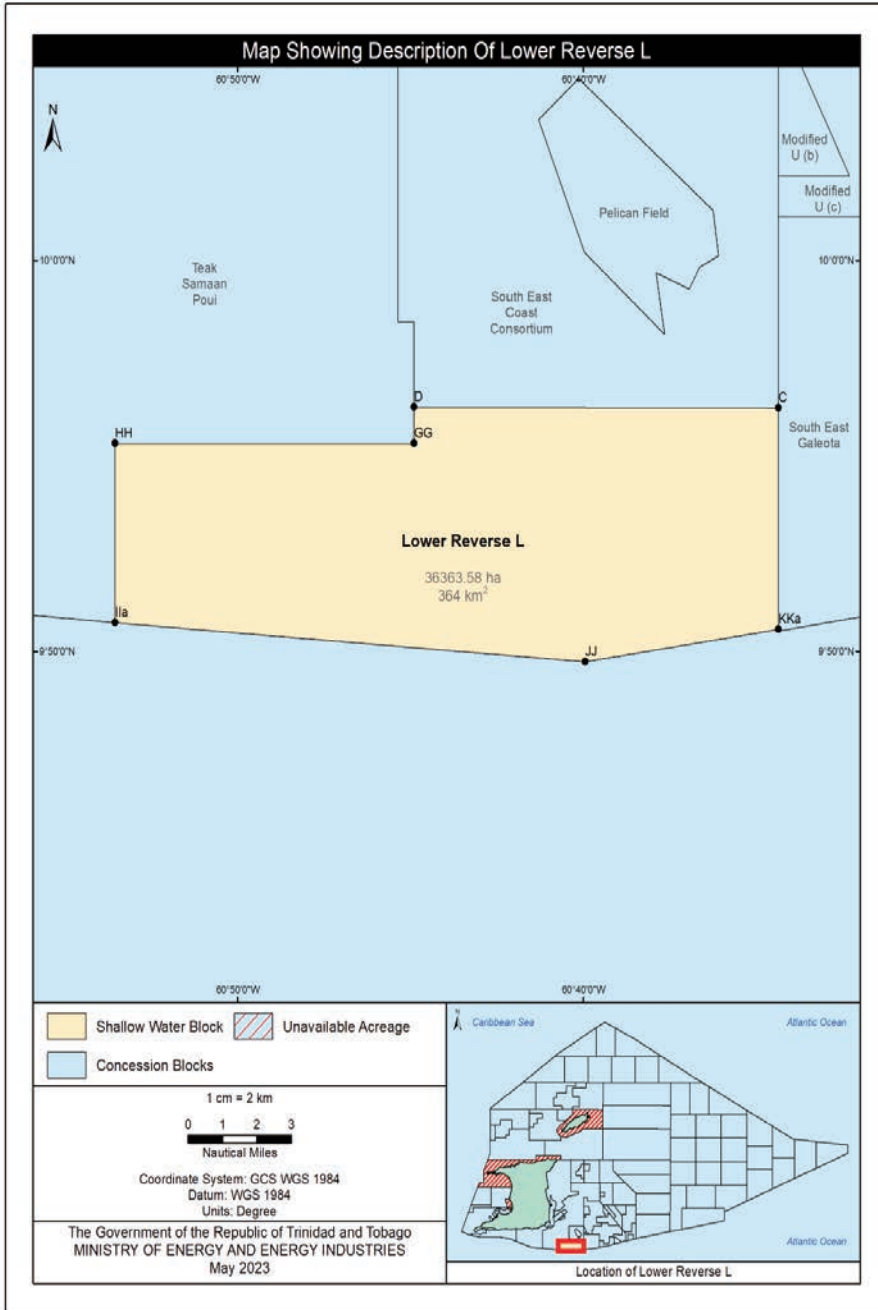 Map Showing Description Of Lower Reverse L
60°50'0"W
60°40'0"W
N
Modified
U (b)
Modified
U (c)
Pelican Field
10°0'0"N
10°0'0"N
Teak
Samaan
Poui
South East
Coast
Consortium
D
C
HH
GG
South East
Galeota
Lower Reverse L
36363.58 ha
364 km²
IIa
KKa
JJ
9°50'0"N
9°50'0"N
60°50'0"W
60°40'0"W
Shallow Water Block
Unavailable Acreage
Concession Blocks
1 cm = 2 km
0 1 2 3
Nautical Miles
Coordinate System: GCS WGS 1984
Datum: WGS 1984
Units: Degree
The Government of the Republic of Trinidad and Tobago
MINISTRY OF ENERGY AND ENERGY INDUSTRIES
May 2023
N
Caribbean Sea
Atlantic Ocean
Atlantic Ocean
Location of Lower Reverse L